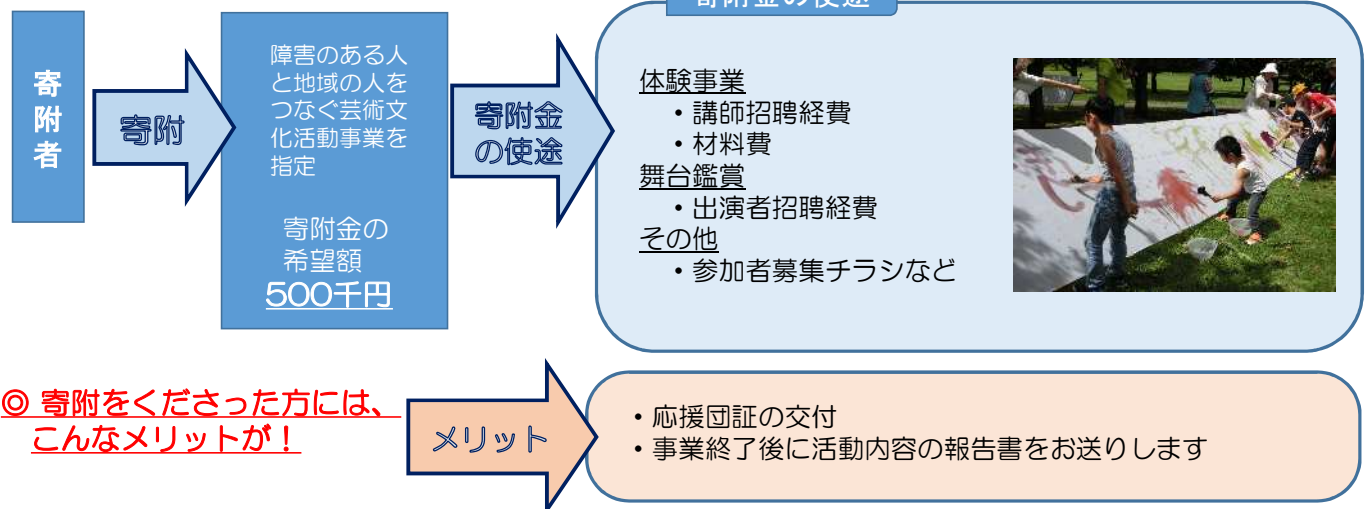 寄附金の使途
寄附者
寄附
障害のある人
と地域の人を
つなぐ芸術文
化活動事業を
指定
寄附金の
希望額
500千円
寄附金
の使途
体験事業
・講師招聘経費
・材料費
舞台鑑賞
・出演者招聘経費
その他
・参加者募集チラシなど
◎ 寄附をくださった方には、
こんなメリットが！
メリット
・応援団証の交付
・事業終了後に活動内容の報告書をお送りします